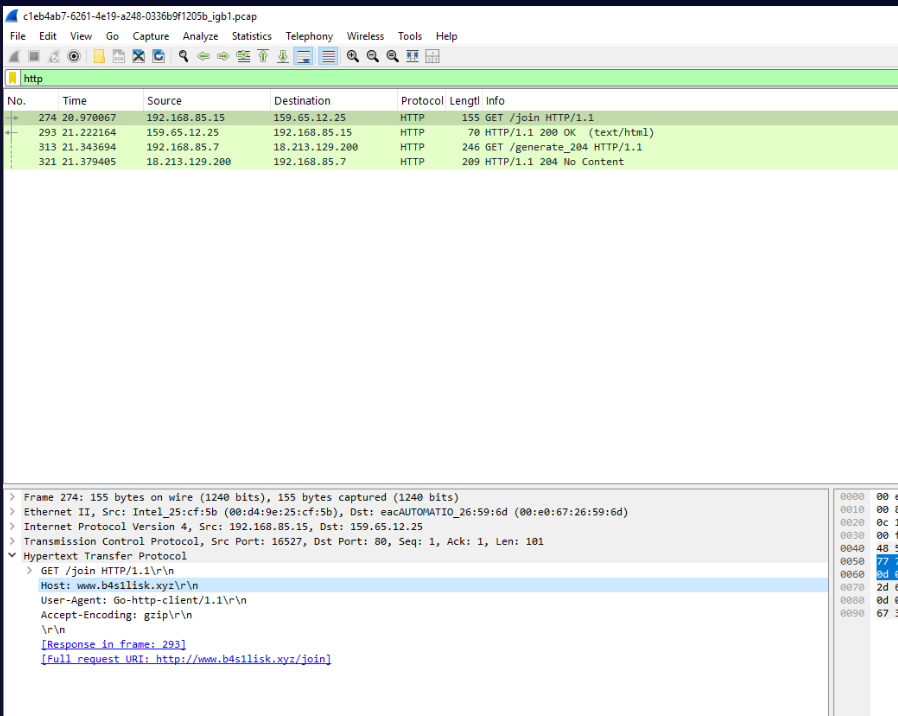 c1eb4ab7-6261-4e19-a248-0336b9f1205b_igb1.pcap
File Edit View Go Capture Analyze Statistics Telephony Wireless Tools Help
http
No. Time Source Destination Protocol Lengtl Info
274 20.970067 192.168.85.15 159.65.12.25 HTTP 155 GET /join HTTP/1.1
293 21.222164 159.65.12.25 192.168.85.15 HTTP 70 HTTP/1.1 200 OK (text/html)
313 21.343694 192.168.85.7 18.213.129.200 HTTP 246 GET /generate_204 HTTP/1.1
321 21.379405 18.213.129.200 192.168.85.7 HTTP 209 HTTP/1.1 204 No Content
Frame 274: 155 bytes on wire (1240 bits), 155 bytes captured (1240 bits)
Ethernet II, Src: Intel_25:cf:5b (00:d4:9e:25:cf:5b), Dst: eacAUTOMATIO_26:59:6d (00:e0:67:26:59:6d)
Internet Protocol Version 4, Src: 192.168.85.15, Dst: 159.65.12.25
Transmission Control Protocol, Src Port: 16527, Dst Port: 80, Seq: 1, Ack: 1, Len: 101
Hypertext Transfer Protocol
GET /join HTTP/1.1\r\n
Host: www.b4s1lisk.xyz\r\n
User-Agent: Go-http-client/1.1\r\n
Accept-Encoding: gzip\r\n
\r\n
[Response in frame: 293]
[Full request URI: http://www.b4s1lisk.xyz/join]
0000 00
0010 00
0020 0c
0030 00
0040 48
0050 77
0060 0d
0070 2d
0080 0d
0090 67